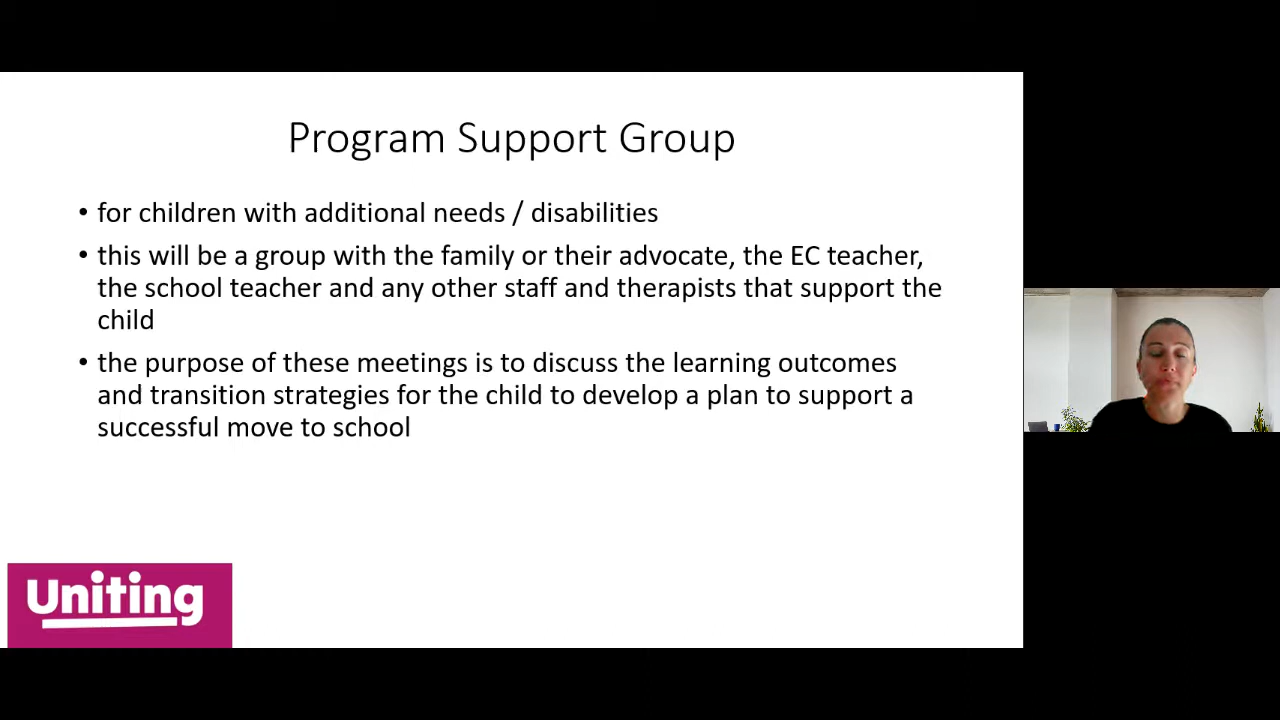 Program Support Group
• for children with additional needs / disabilities
• this will be a group with the family or their advocate, the EC teacher,
the school teacher and any other staff and therapists that support the
child
• the purpose of these meetings is to discuss the learning outcomes
and transition strategies for the child to develop a plan to support a
successful move to school
Uniting